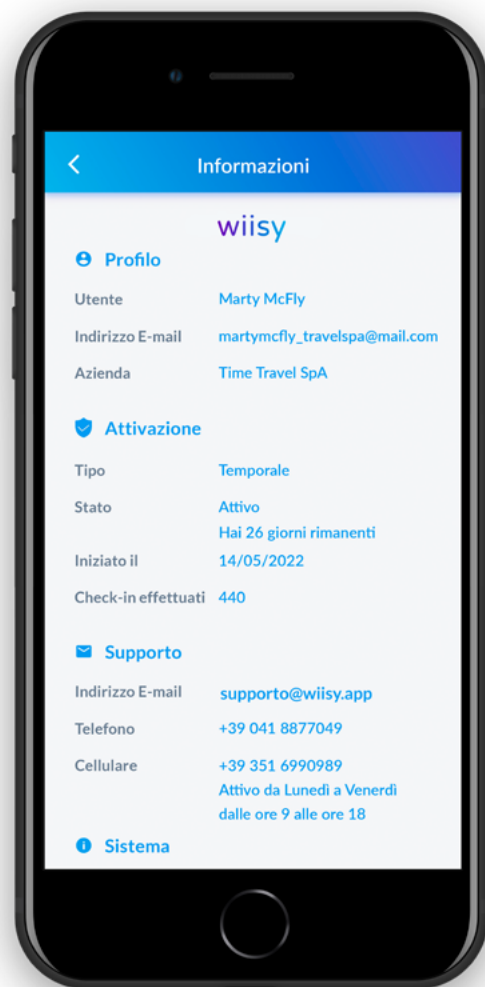 Informazioni
wiisy
Profilo
Utente Marty McFly
Indirizzo E-mail martymcfly_travelspa@mail.com
Azienda Time Travel SpA
Attivazione
Tipo Temporale
Stato Attivo
Hai 26 giorni rimanenti
Iniziato il 14/05/2022
Check-in effettuati 440
Supporto
Indirizzo E-mail supporto@wiisy.app
Telefono +39 041 8877049
Cellulare +39 351 6990989
Attivo da Lunedì a Venerdì
dalle ore 9 alle ore 18
Sistema